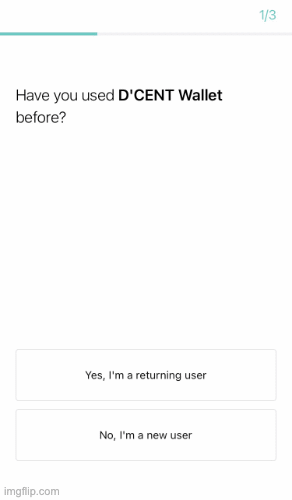 1/3
Have you used D'CENT Wallet
before?
Yes, I'm a returning user
No, I'm a new user
imgflip.com